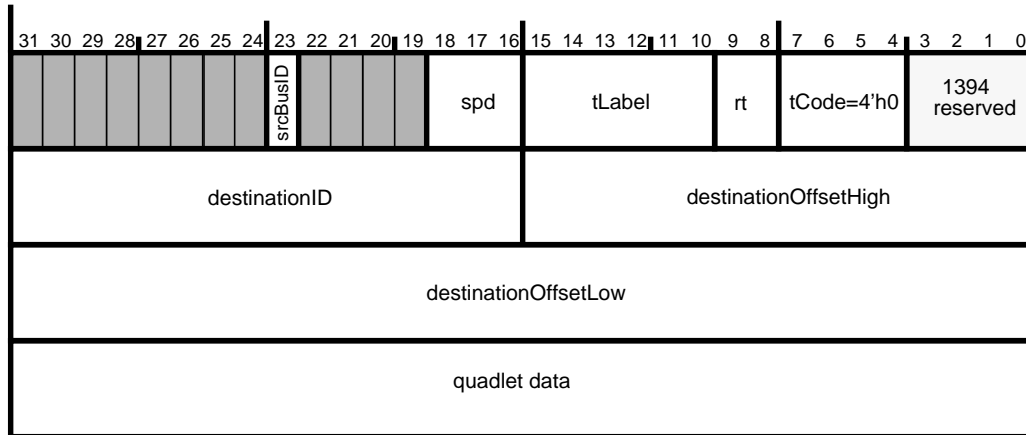 31 30 29 28 27 26 25 24 23 22 21 20 19 18 17 16 15 14 13 12 11 10 9 8 7 6 5 4 3 2 1 0
srcBusID spd tLabel rt tCode=4'h0 1394
reserved
destinationID destinationOffsetHigh
destinationOffsetLow
quadlet data